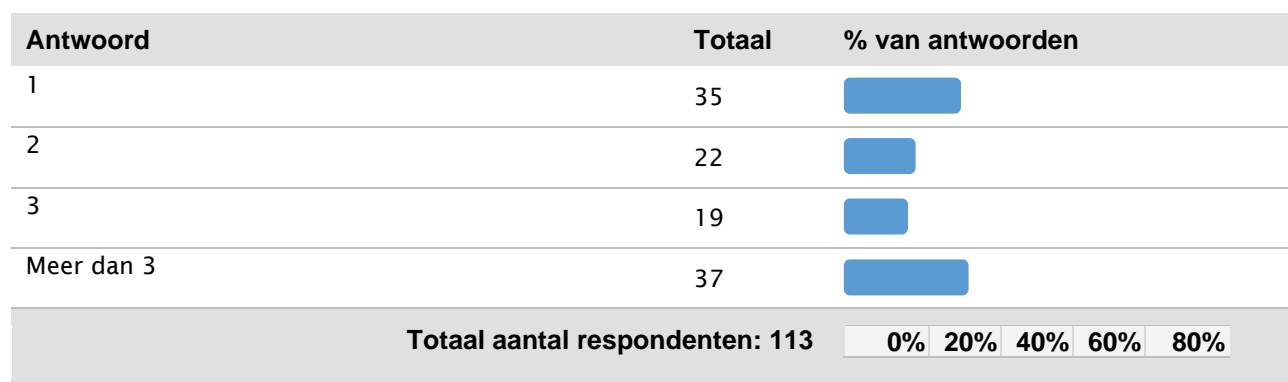 Antwoord Totaal % van antwoorden
1 35
2 22
3 19
Meer dan 3 37
Totaal aantal respondenten: 113 0% 20% 40% 60% 80%